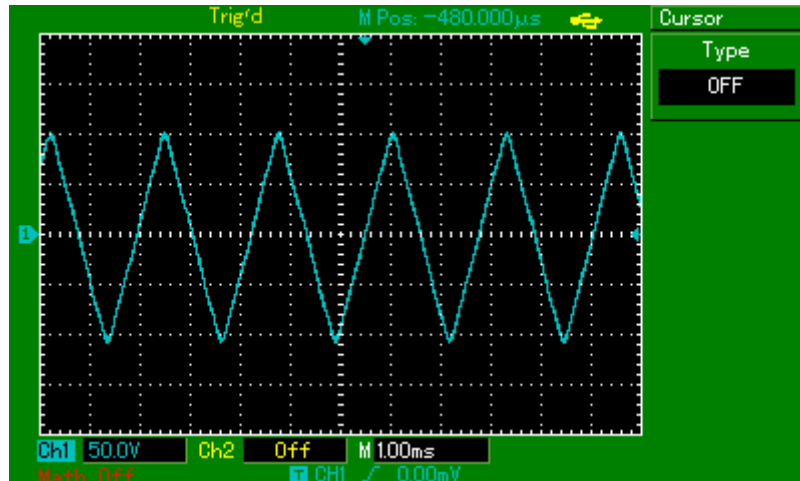 Trig'd M Pos: -480.000µs Cursor
Type
OFF
1
Ch1 50.0V Ch2 Off M 1.00ms
Math Off T CH1 0.00mV